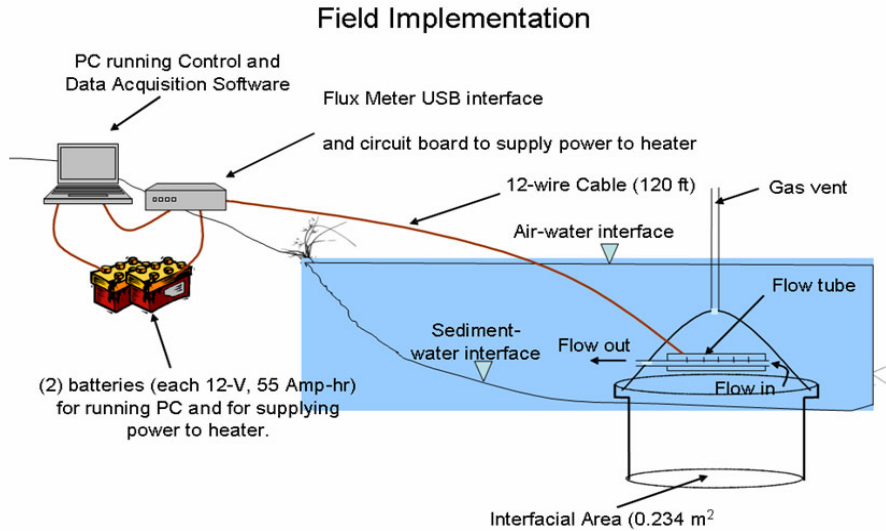 Field Implementation
PC running Control and
Data Acquisition Software
Flux Meter USB interface
and circuit board to supply power to heater
12-wire Cable (120 ft)
Gas vent
Air-water interface
Flow tube
Sediment-
water interface
Flow out
Flow in
(2) batteries (each 12-V, 55 Amp-hr)
for running PC and for supplying
power to heater.
Interfacial Area (0.234 m²